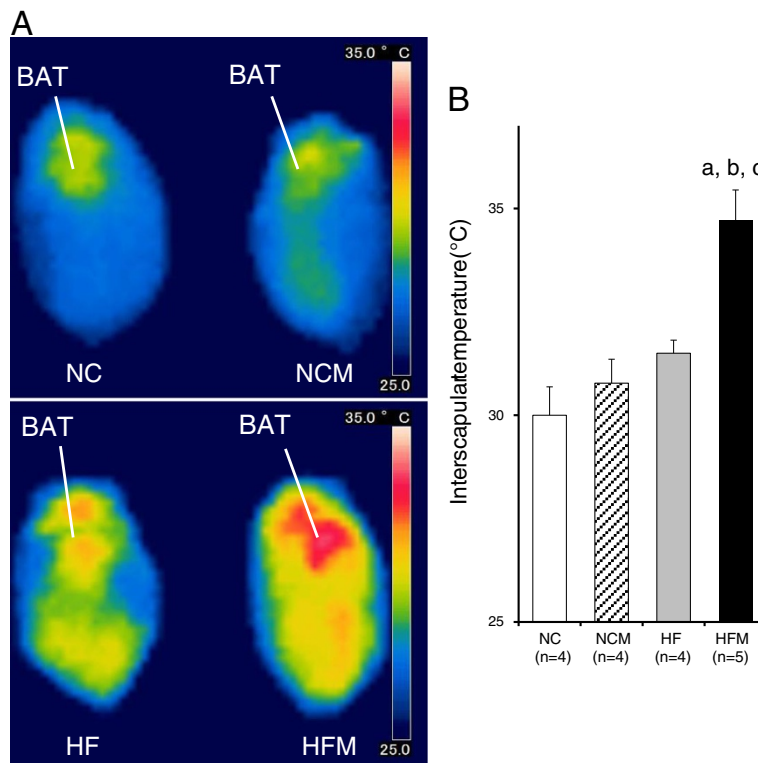 A
35.0 ° C
BAT
BAT
NC
NCM
25.0
35.0 ° C
BAT
BAT
HF
HFM
25.0
B
a, b, c
35
30
25
Interscapulatemperature(°C)
NC NCM HF HFM
(n=4) (n=4) (n=4) (n=5)